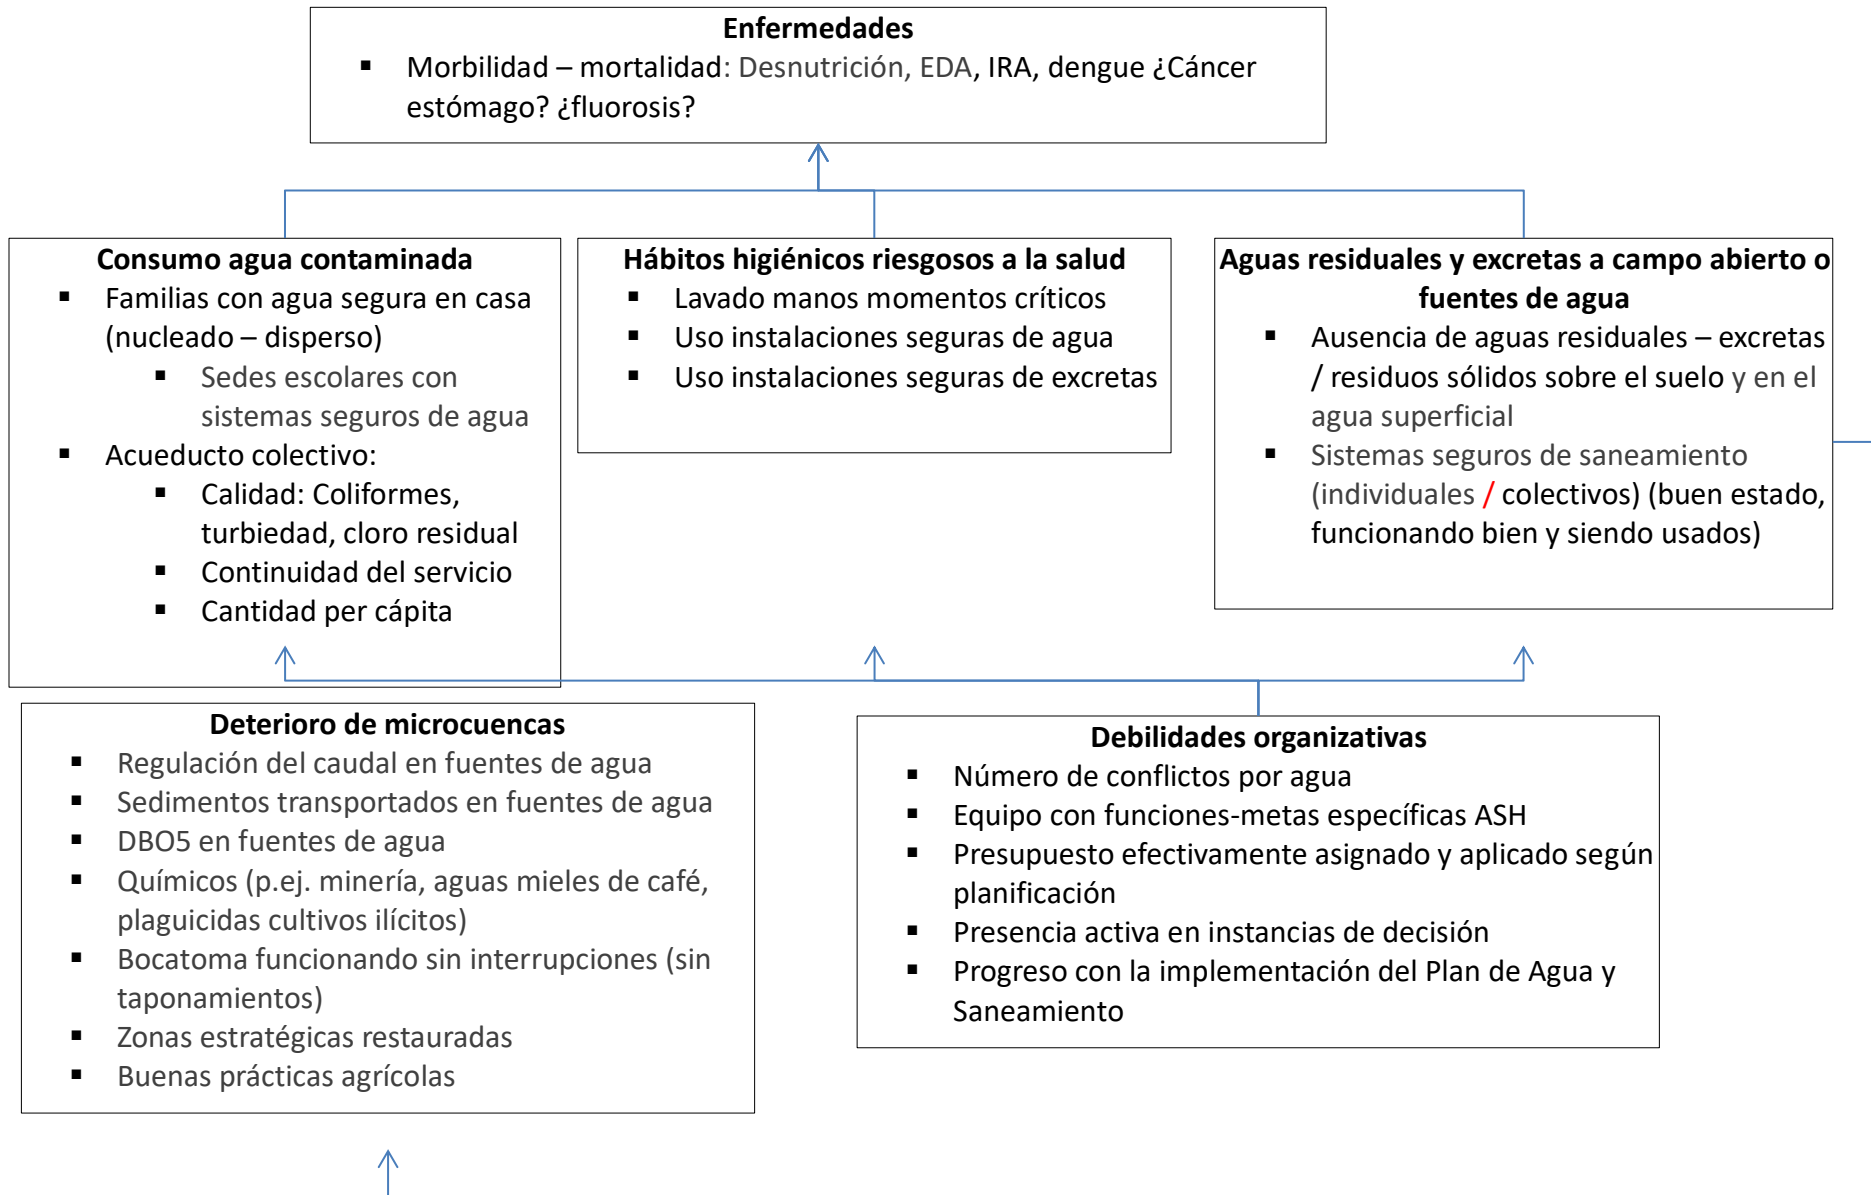 Enfermedades
▪ Morbilidad – mortalidad: Desnutrición, EDA, IRA, dengue ¿Cáncer
estómago? ¿fluorosis?
Consumo agua contaminada
▪ Familias con agua segura en casa
(nucleado – disperso)
▪ Sedes escolares con
sistemas seguros de agua
▪ Acueducto colectivo:
▪ Calidad: Coliformes,
turbiedad, cloro residual
▪ Continuidad del servicio
▪ Cantidad per cápita
Hábitos higiénicos riesgosos a la salud
▪ Lavado manos momentos críticos
▪ Uso instalaciones seguras de agua
▪ Uso instalaciones seguras de excretas
Aguas residuales y excretas a campo abierto o
fuentes de agua
▪ Ausencia de aguas residuales – excretas
/ residuos sólidos sobre el suelo y en el
agua superficial
▪ Sistemas seguros de saneamiento
(individuales / colectivos) (buen estado,
funcionando bien y siendo usados)
Deterioro de microcuencas
▪ Regulación del caudal en fuentes de agua
▪ Sedimentos transportados en fuentes de agua
▪ DBO5 en fuentes de agua
▪ Químicos (p.ej. minería, aguas mieles de café,
plaguicidas cultivos ilícitos)
▪ Bocatoma funcionando sin interrupciones (sin
taponamientos)
▪ Zonas estratégicas restauradas
▪ Buenas prácticas agrícolas
Debilidades organizativas
▪ Número de conflictos por agua
▪ Equipo con funciones-metas específicas ASH
▪ Presupuesto efectivamente asignado y aplicado según
planificación
▪ Presencia activa en instancias de decisión
▪ Progreso con la implementación del Plan de Agua y
Saneamiento